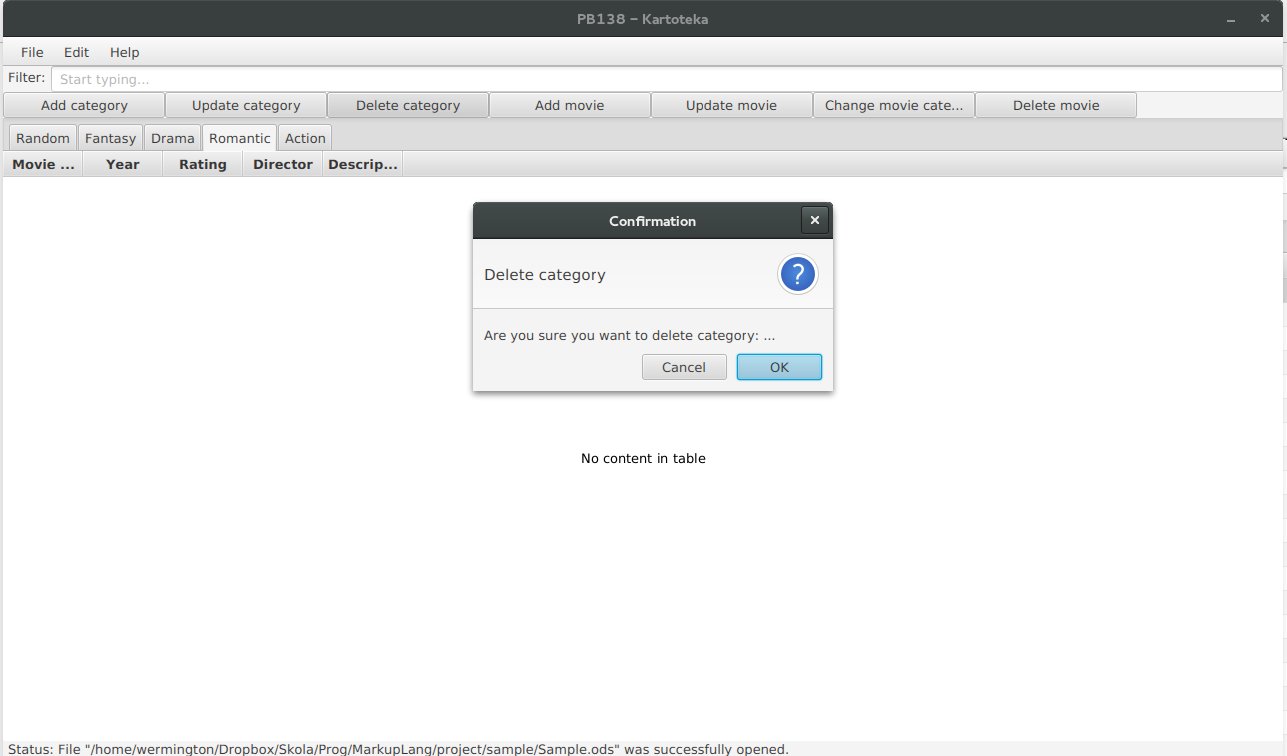 PB138 – Kartoteka
File Edit Help
Filter: Start typing...
Add category Update category Delete category Add movie Update movie Change movie cate... Delete movie
Random Fantasy Drama Romantic Action
Movie ... Year Rating Director Descrip...
Confirmation
Delete category
?
Are you sure you want to delete category: ...
Cancel OK
No content in table
Status: File "/home/wermington/Dropbox/Skola/Prog/MarkupLang/project/sample/Sample.ods" was successfully opened.